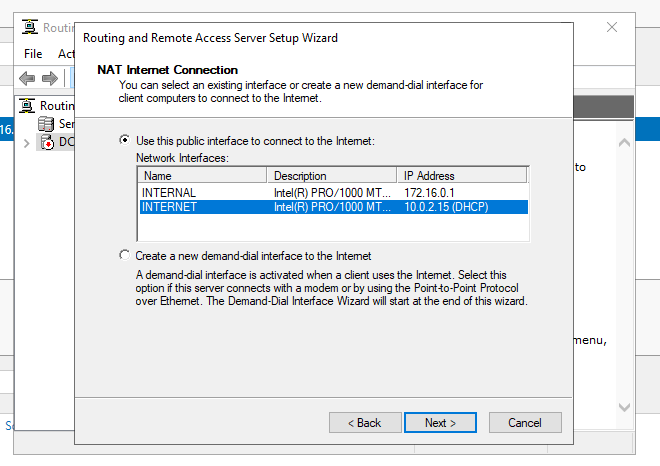 Routin
File
Act
Routing and Remote Access Server Setup Wizard
NAT Internet Connection
You can select an existing interface or create a new demand-dial interface for
client computers to connect to the Internet.
Routin
Ser
16.
DC
to
Use this public interface to connect to the Internet:
Network Interfaces:
Name Description IP Address
INTERNAL Intel(R) PRO/1000 MT... 172.16.0.1
INTERNET Intel(R) PRO/1000 MT... 10.0.2.15 (DHCP)
Create a new demand-dial interface to the Internet
A demand-dial interface is activated when a client uses the Internet. Select this
option if this server connects with a modem or by using the Point-to-Point Protocol
over Ethernet. The Demand-Dial Interface Wizard will start at the end of this wizard.
menu,
< Back Next > Cancel